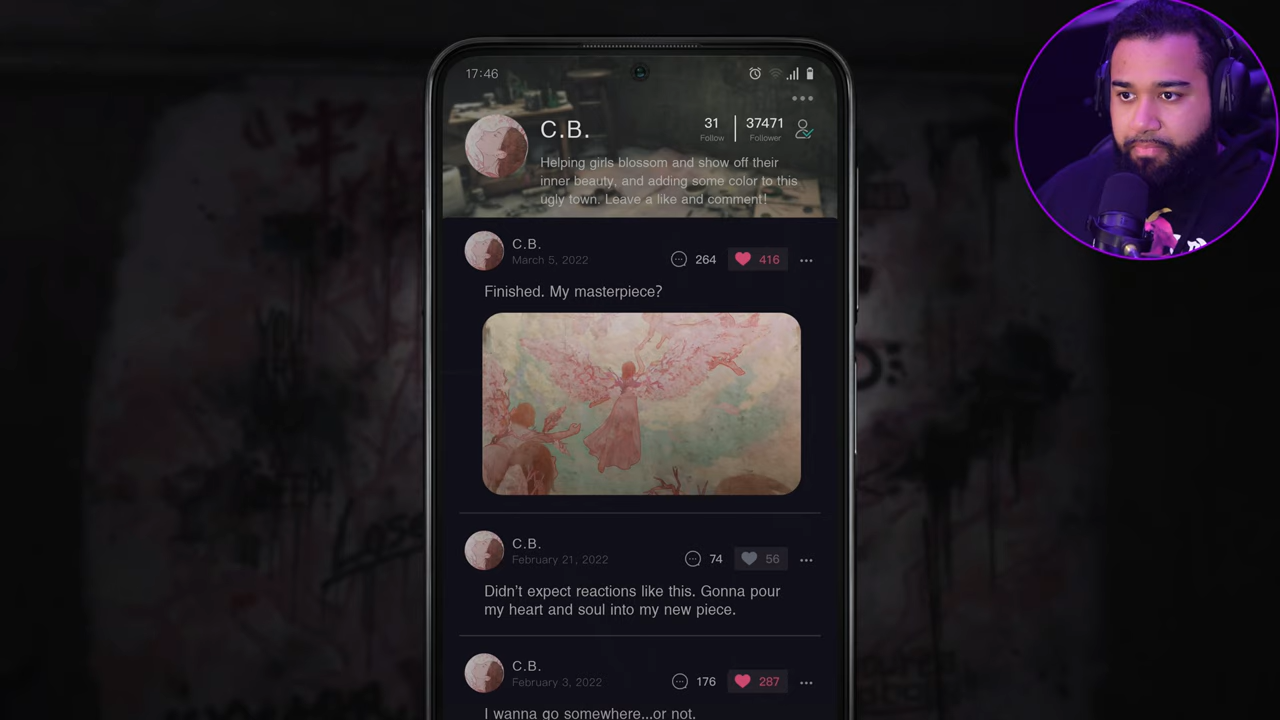 17:46
C.B.
31
Follow
37471
Follower
Helping girls blossom and show off their
inner beauty, and adding some color to this
ugly town. Leave a like and comment!
C.B.
March 5, 2022
264
416
Finished. My masterpiece?
C.B.
February 21, 2022
74
56
Didn't expect reactions like this. Gonna pour
my heart and soul into my new piece.
C.B.
February 3, 2022
176
287
I wanna go somewhere...or not.